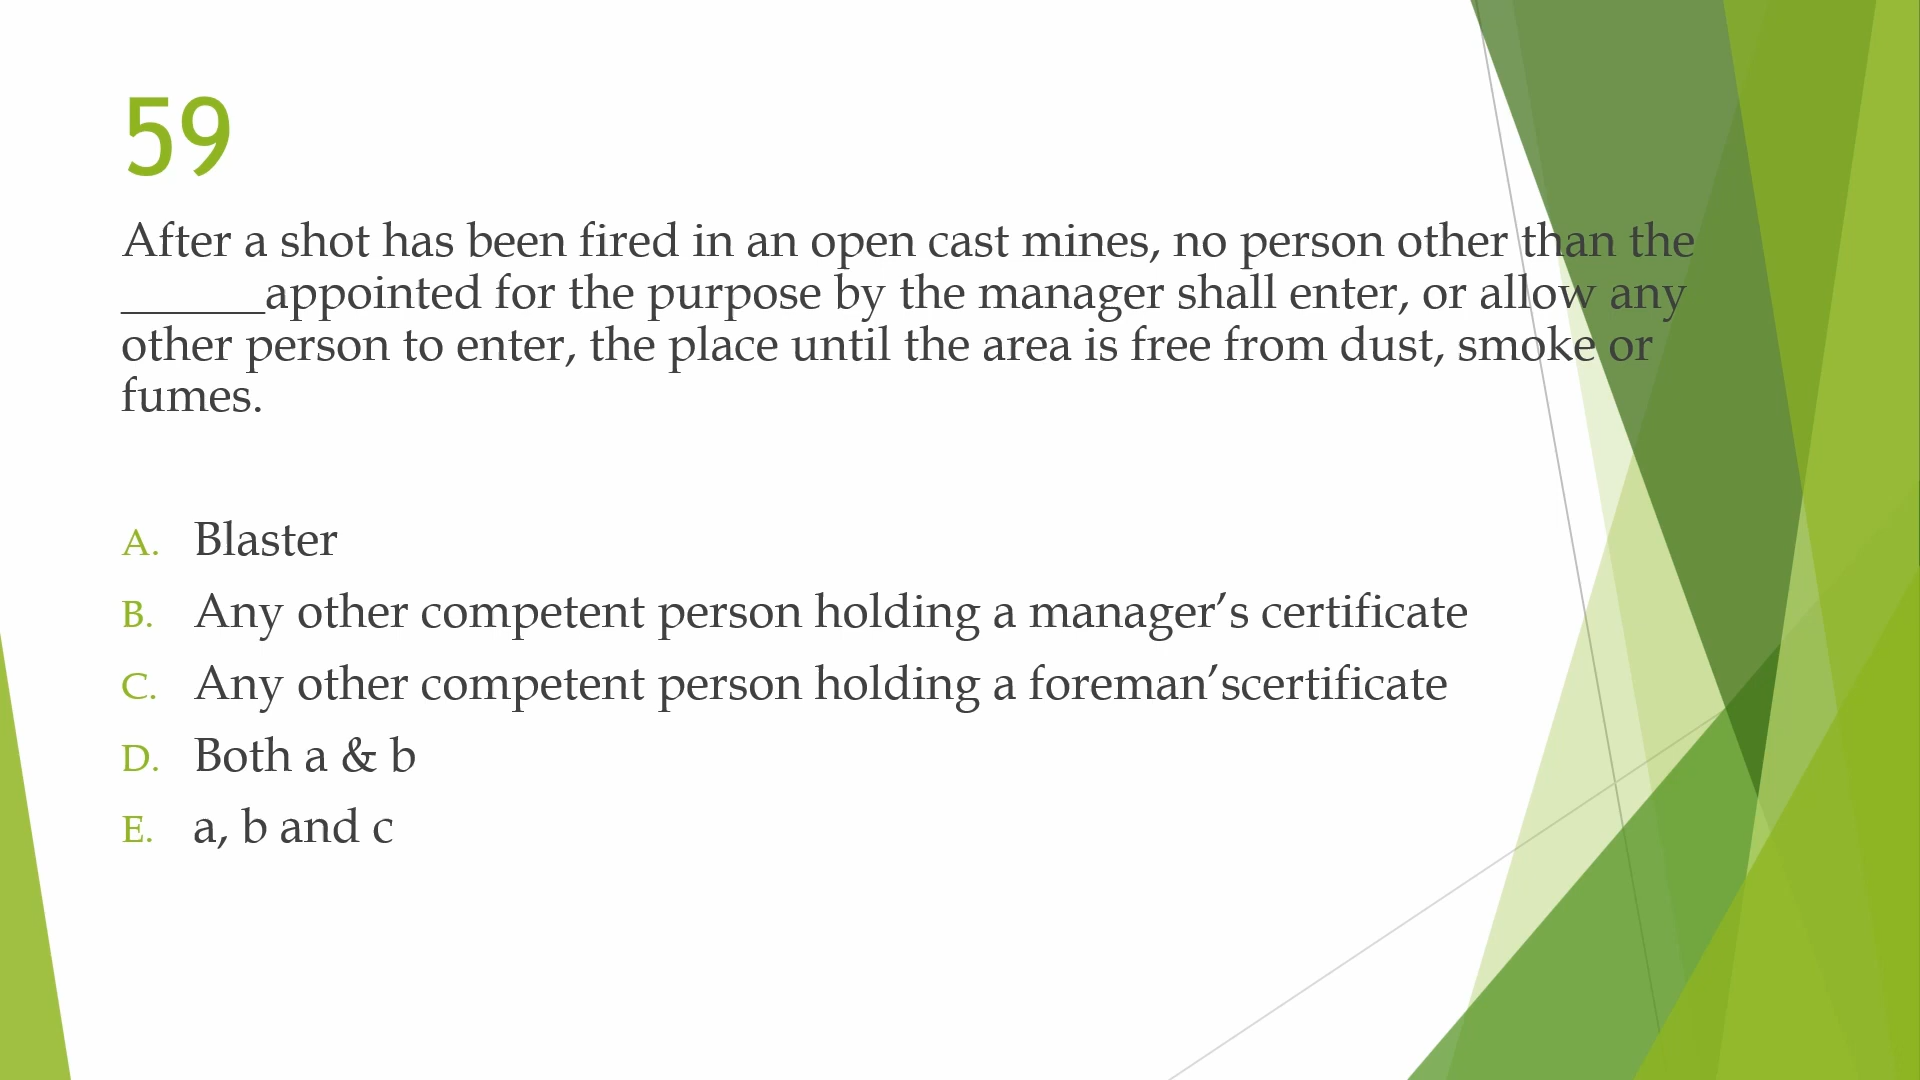 59
After a shot has been fired in an open cast mines, no person other than the
______appointed for the purpose by the manager shall enter, or allow any
other person to enter, the place until the area is free from dust, smoke or
fumes.
A. Blaster
B. Any other competent person holding a manager’s certificate
C. Any other competent person holding a foreman’scertificate
D. Both a & b
E. a, b and c